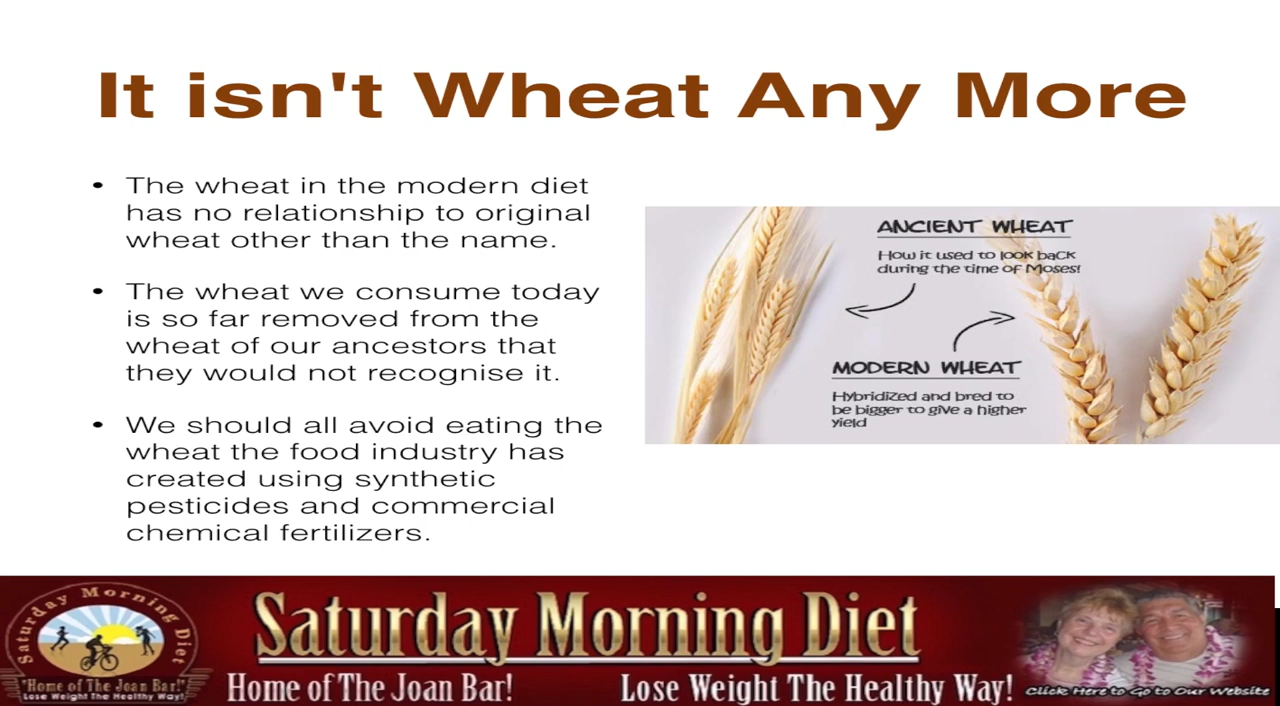 It isn't Wheat Any More
• The wheat in the modern diet
has no relationship to original
wheat other than the name.
• The wheat we consume today
is so far removed from the
wheat of our ancestors that
they would not recognise it.
• We should all avoid eating the
wheat the food industry has
created using synthetic
pesticides and commercial
chemical fertilizers.
ANCIENT WHEAT
How it used to look back
during the time of Moses!
MODERN WHEAT
Hybridized and bred to
be bigger to give a higher
yield
Saturday Morning Diet
"Home of The Joan Bar!"
Lose Weight The Healthy Way!
Saturday Morning Diet
Home of The Joan Bar!
Lose Weight The Healthy Way!
Click Here to Go to Our Website